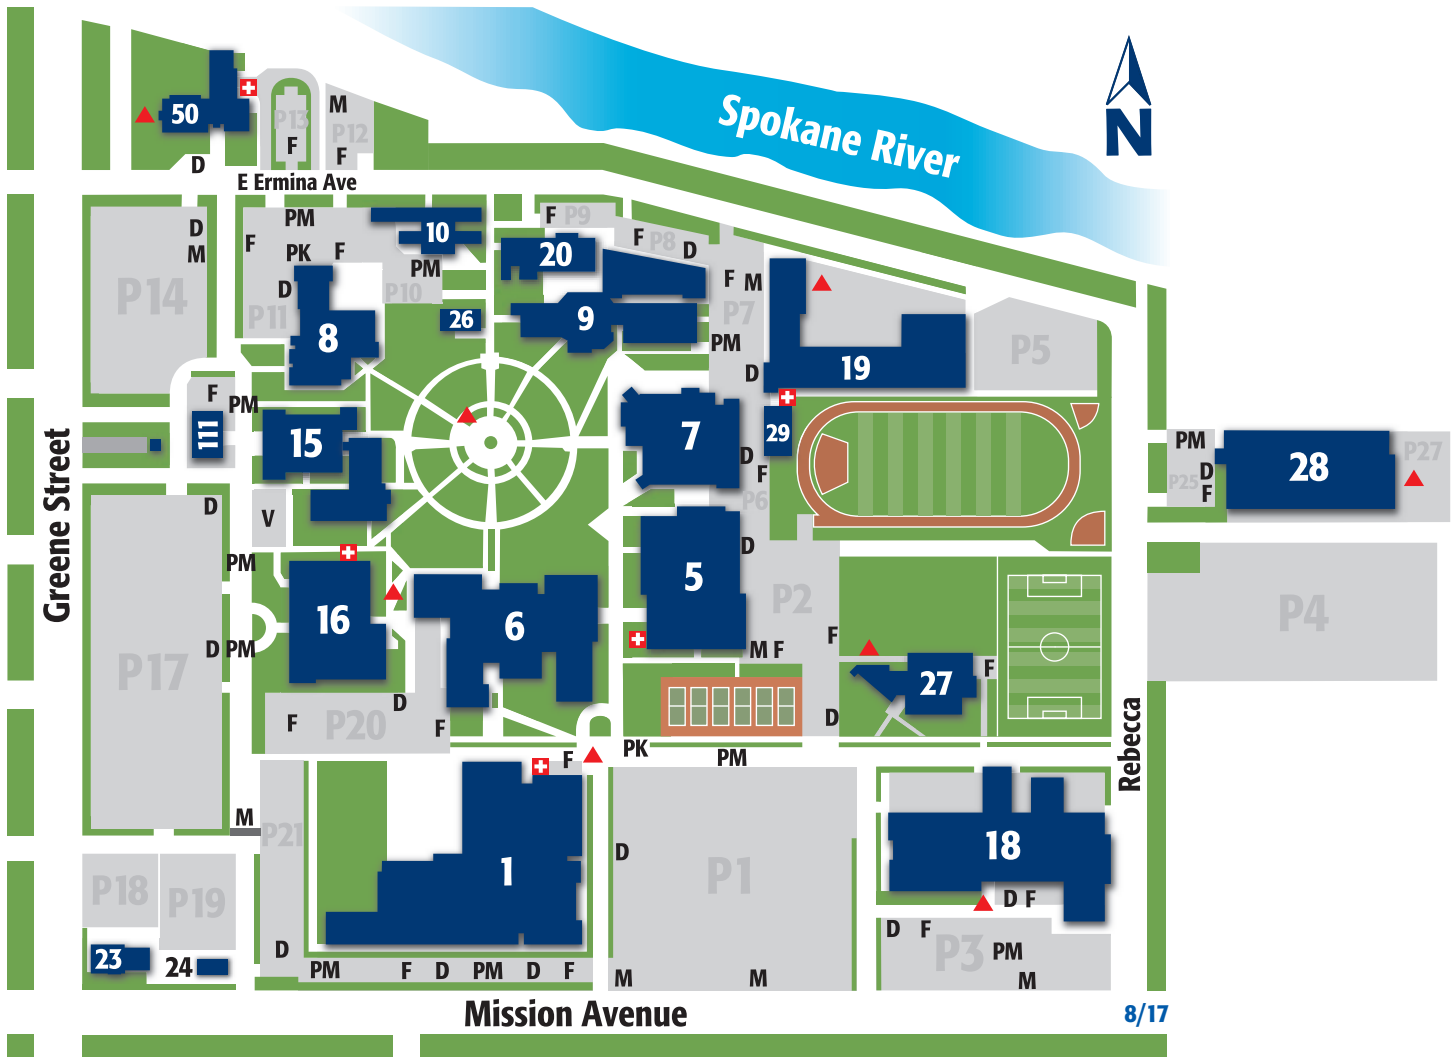 Spokane River
N
50
P13
F
M
P12
F
D
E Ermina Ave
D
M
P14
PM
F
PK
F
D
P11
8
10
PM
P10
26
F
P9
20
F
P8
D
9
F
M
P7
PM
D
19
P5
F
PM
111
15
7
D
F
P6
29
PM
D
F
P25
28
P27
Greene Street
D
V
PM
16
6
5
D
P2
P4
D
PM
P17
M
F
F
27
F
D
F
P20
D
F
PK
PM
F
Rebecca
M
P21
1
D
P1
18
D
F
P18
P19
D
F
P3
PM
M
23
24
D
PM
F
D
PM
D
F
M
M
Mission Avenue
8/17